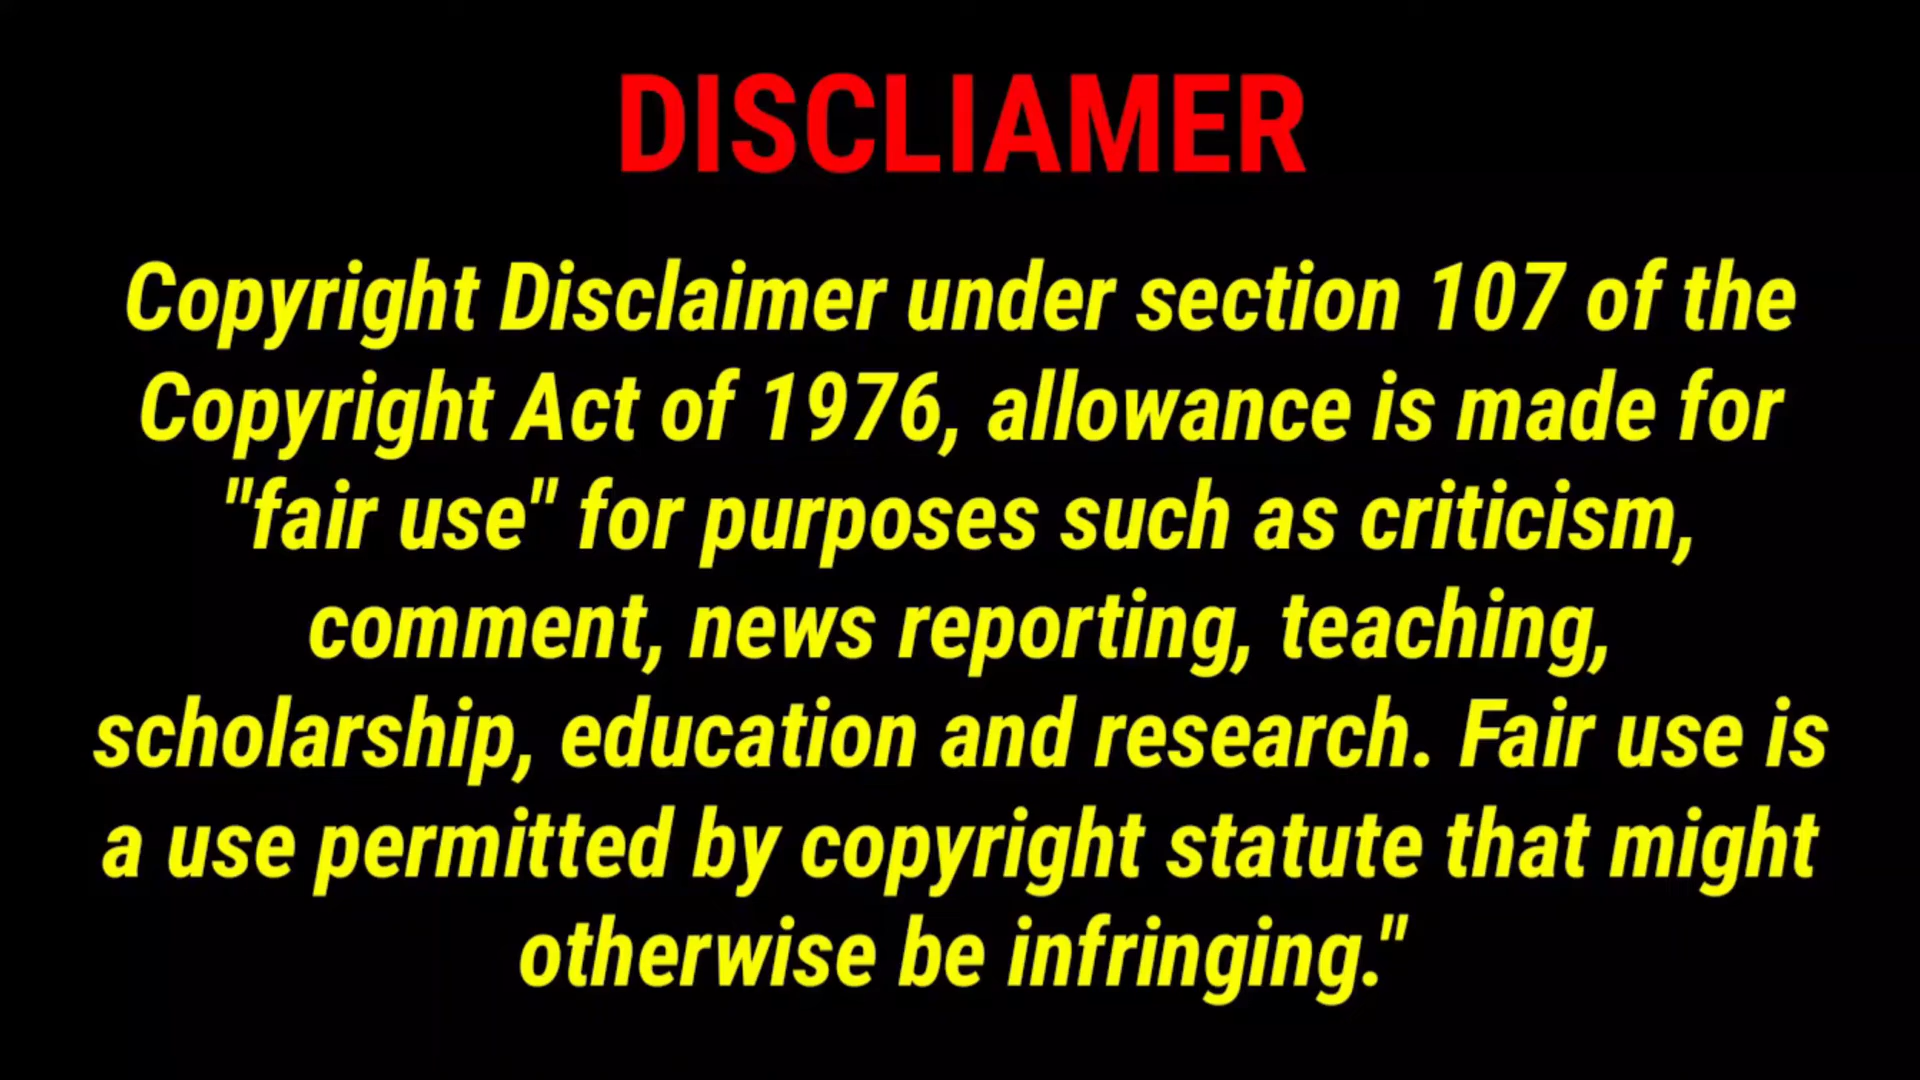 DISCLIAMER
Copyright Disclaimer under section 107 of the
Copyright Act of 1976, allowance is made for
"fair use" for purposes such as criticism,
comment, news reporting, teaching,
scholarship, education and research. Fair use is
a use permitted by copyright statute that might
otherwise be infringing."